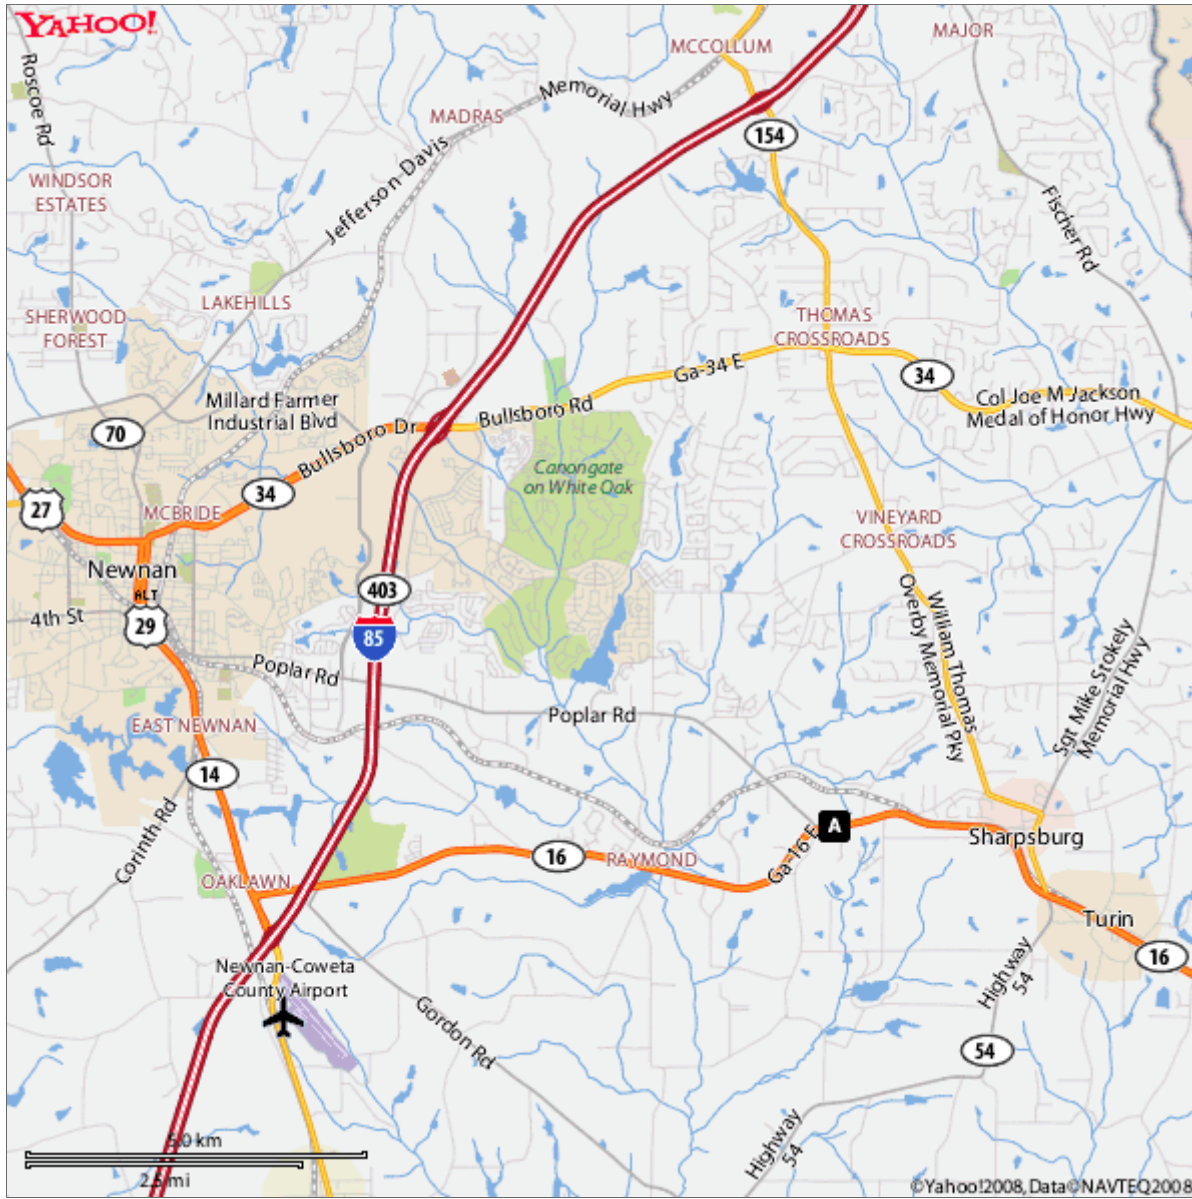 YAHOO!
MCCOLLUM
MAJOR
Roscoe Rd
Memorial Hwy
MADRAS
154
Jefferson-Davis
WINDSOR
ESTATES
Fischer Rd
LAKEHILLS
SHERWOOD
FOREST
THOMAS
CROSSROADS
Ga-34 E
34
Col Joe M Jackson
Medal of Honor Hwy
Millard Farmer
Industrial Blvd
Bullsboro Rd
Bullsboro Dr
70
Canongate
on White Oak
34
27
MCBRIDE
VINEYARD
CROSSROADS
Newnan
ALT
29
4th St
403
85
William Thomas
Overby Memorial Pky
Sgt Mike Stokely
Memorial Hwy
Poplar Rd
Poplar Rd
EAST NEWNAN
14
Corinth Rd
A
Ga-16 E
Sharpsburg
16
RAYMOND
OAKLAWN
Turin
16
Newnan-Coweta
County Airport
Highway
54
Gordon Rd
54
Highway
54
5.0 km
2.5 mi
©Yahoo!2008, Data©NAVTEQ2008